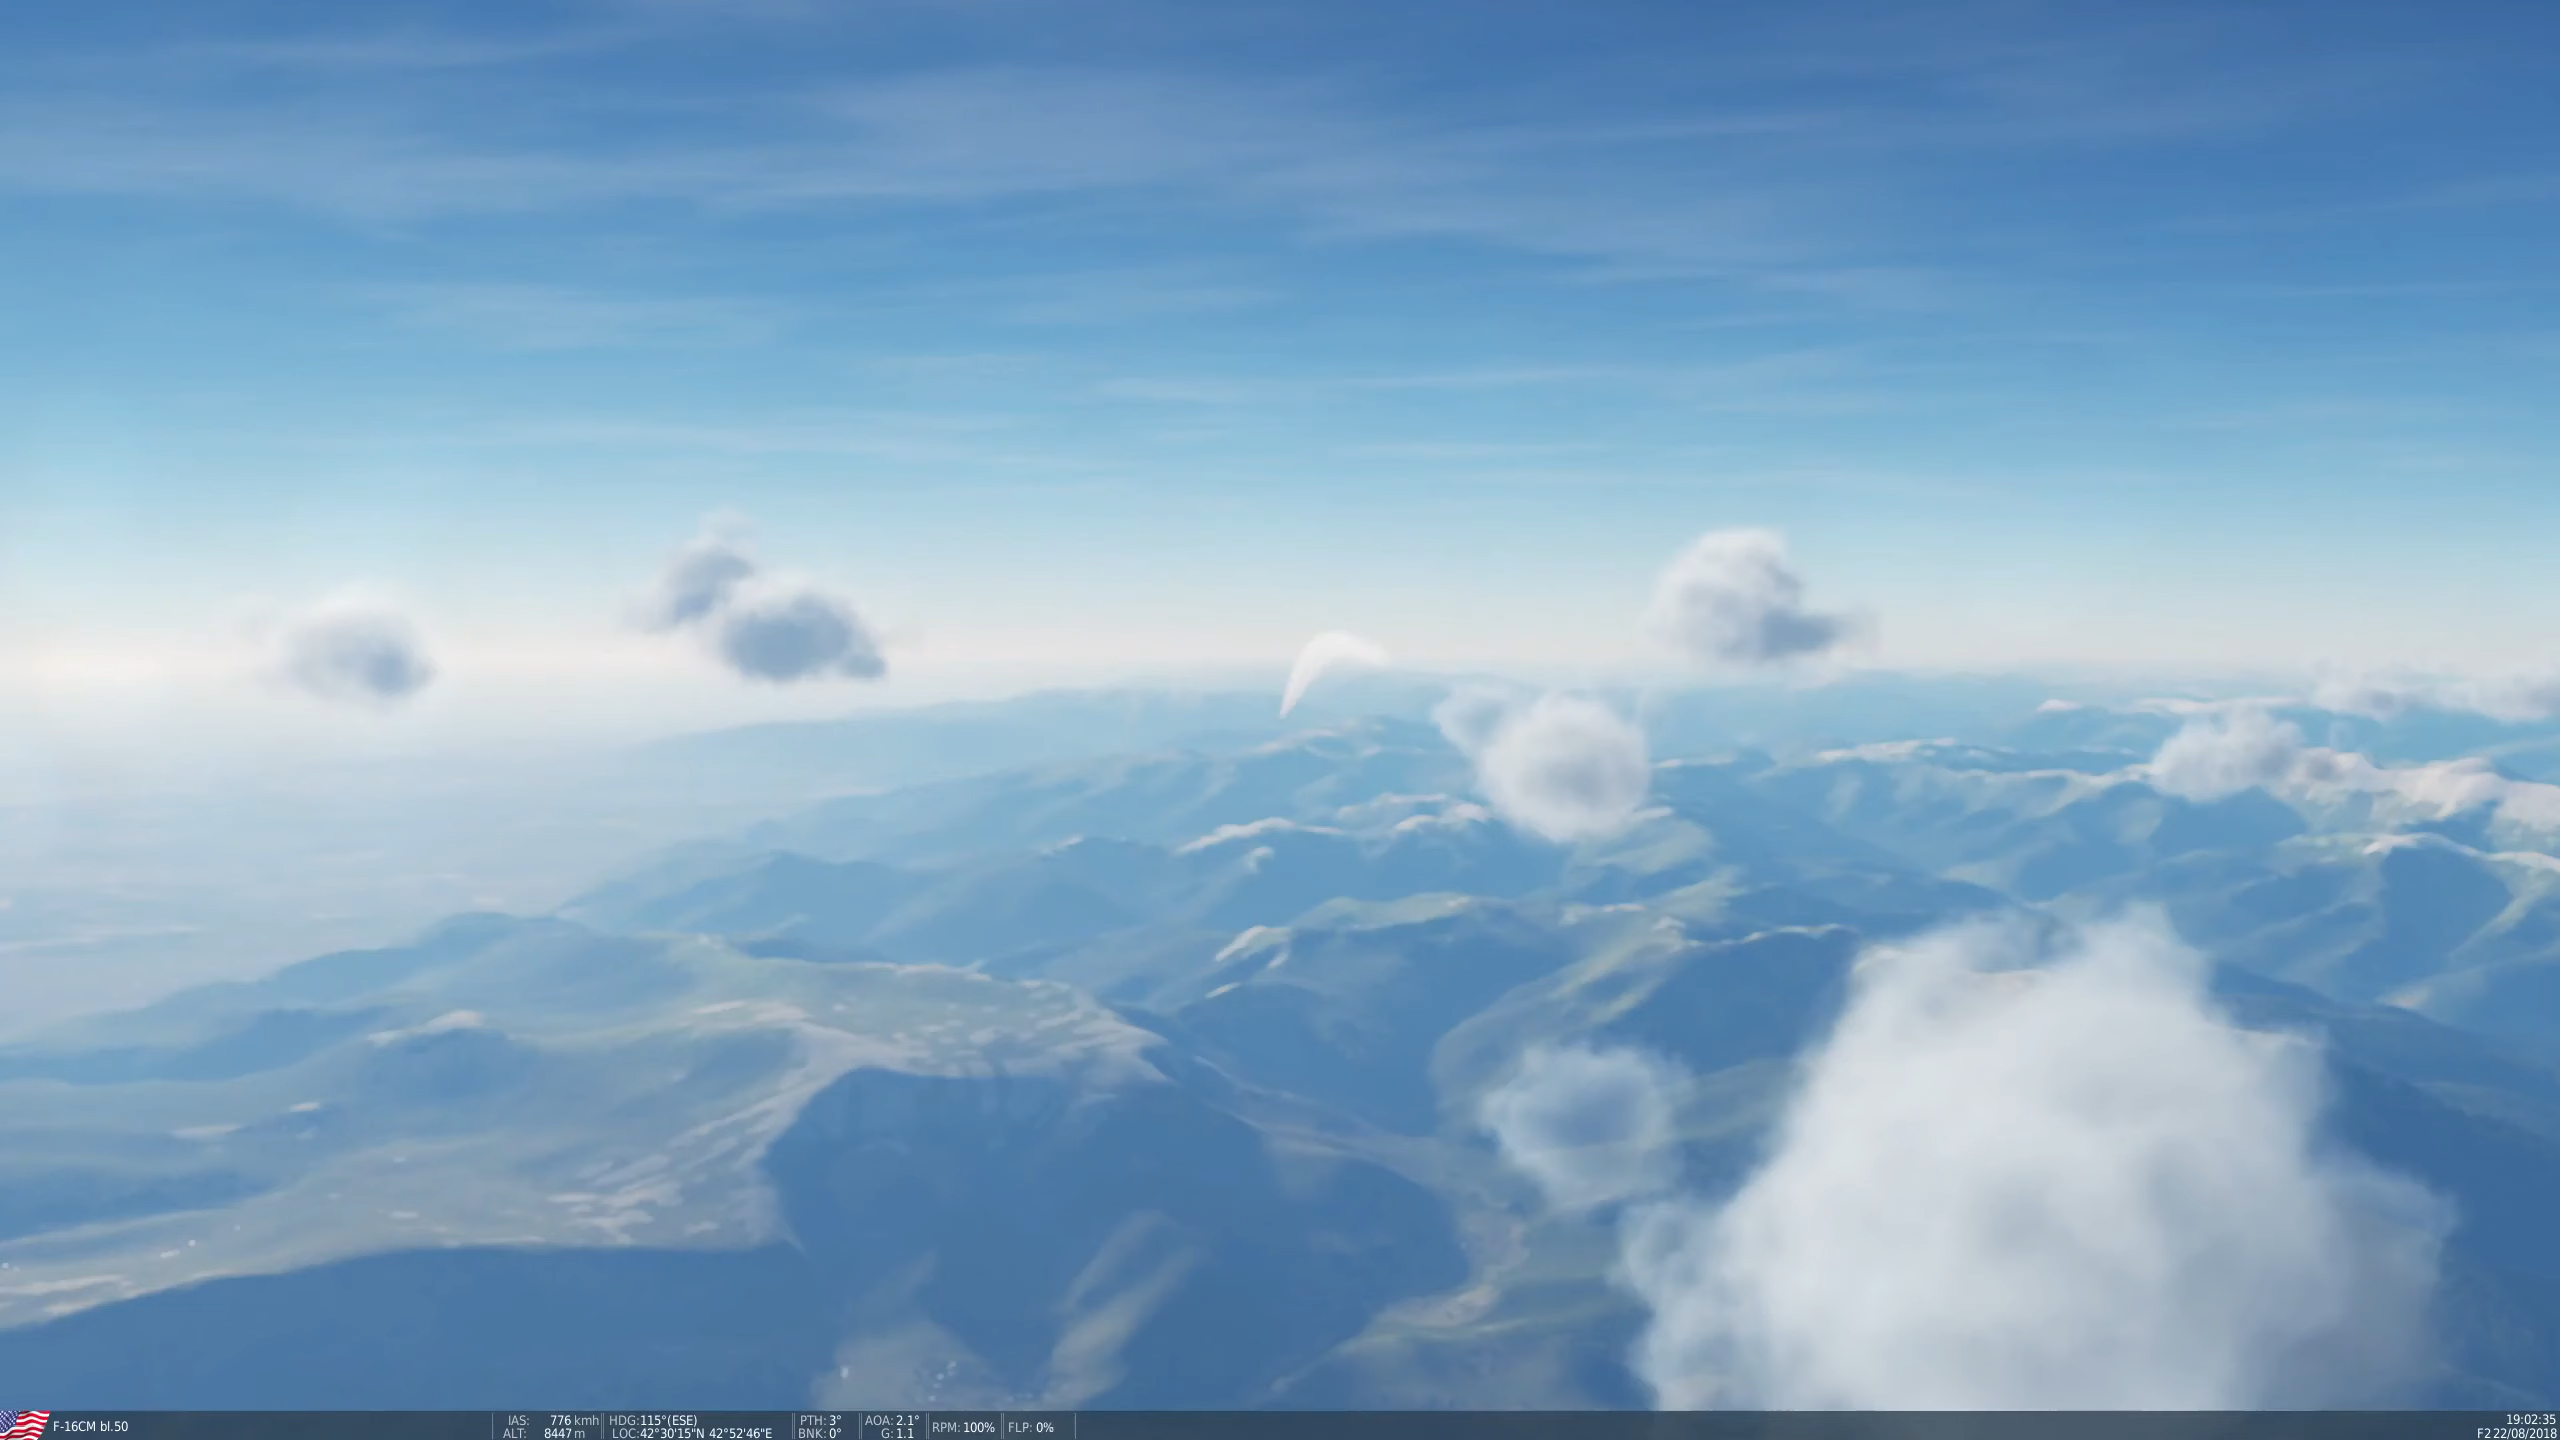 F-16CM bl.50
IAS: 776 kmh
ALT: 8447 m
HDG:115°(ESE)
LOC:42°30'15"N 42°52'46"E
PTH: 3°
BNK: 0°
AOA: 2.1°
G: 1.1
RPM: 100%
FLP: 0%
19:02:35
F2 22/08/2018